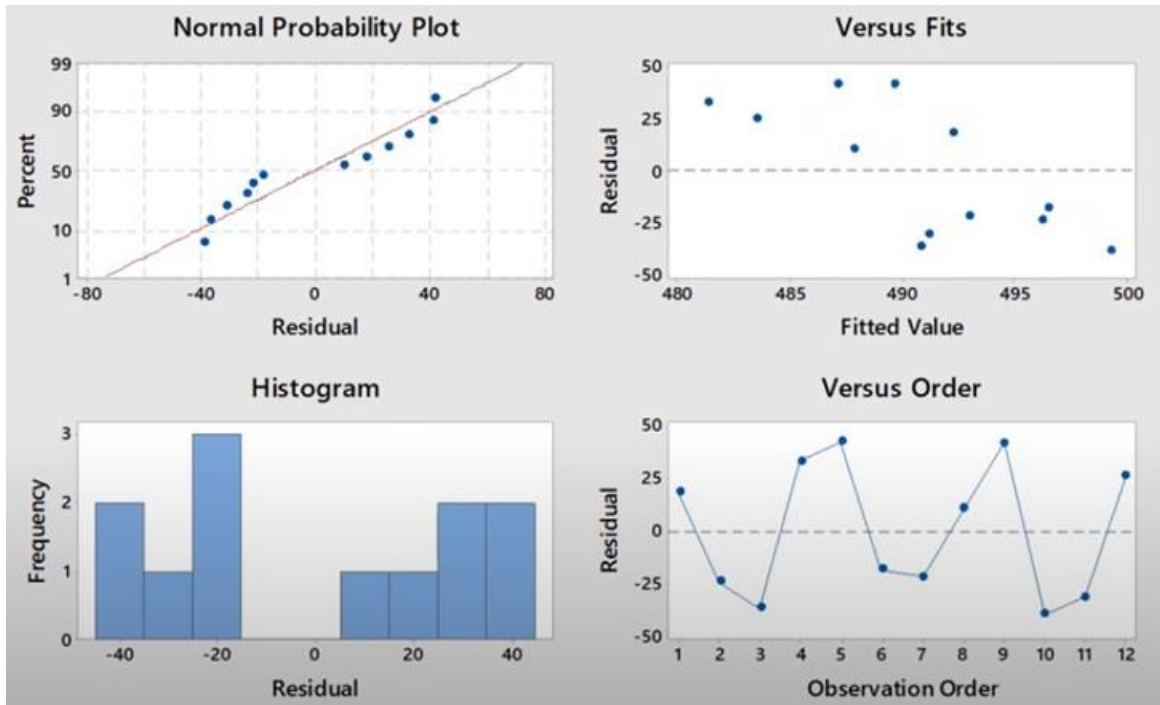 Normal Probability Plot
99
90
50
10
1
Percent
-80 -40 0 40 80
Residual
Versus Fits
50
25
0
-25
-50
Residual
480 485 490 495 500
Fitted Value
Histogram
3
2
1
0
Frequency
-40 -20 0 20 40
Residual
Versus Order
50
25
0
-25
-50
Residual
1 2 3 4 5 6 7 8 9 10 11 12
Observation Order